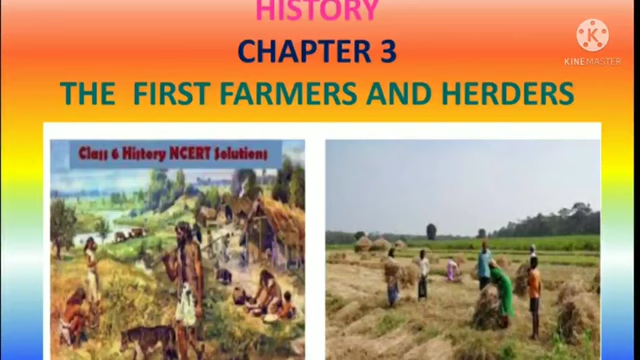 HISTORY
CHAPTER 3
THE FIRST FARMERS AND HERDERS
K
KINEMASTER
Class 6 History NCERT Solutions